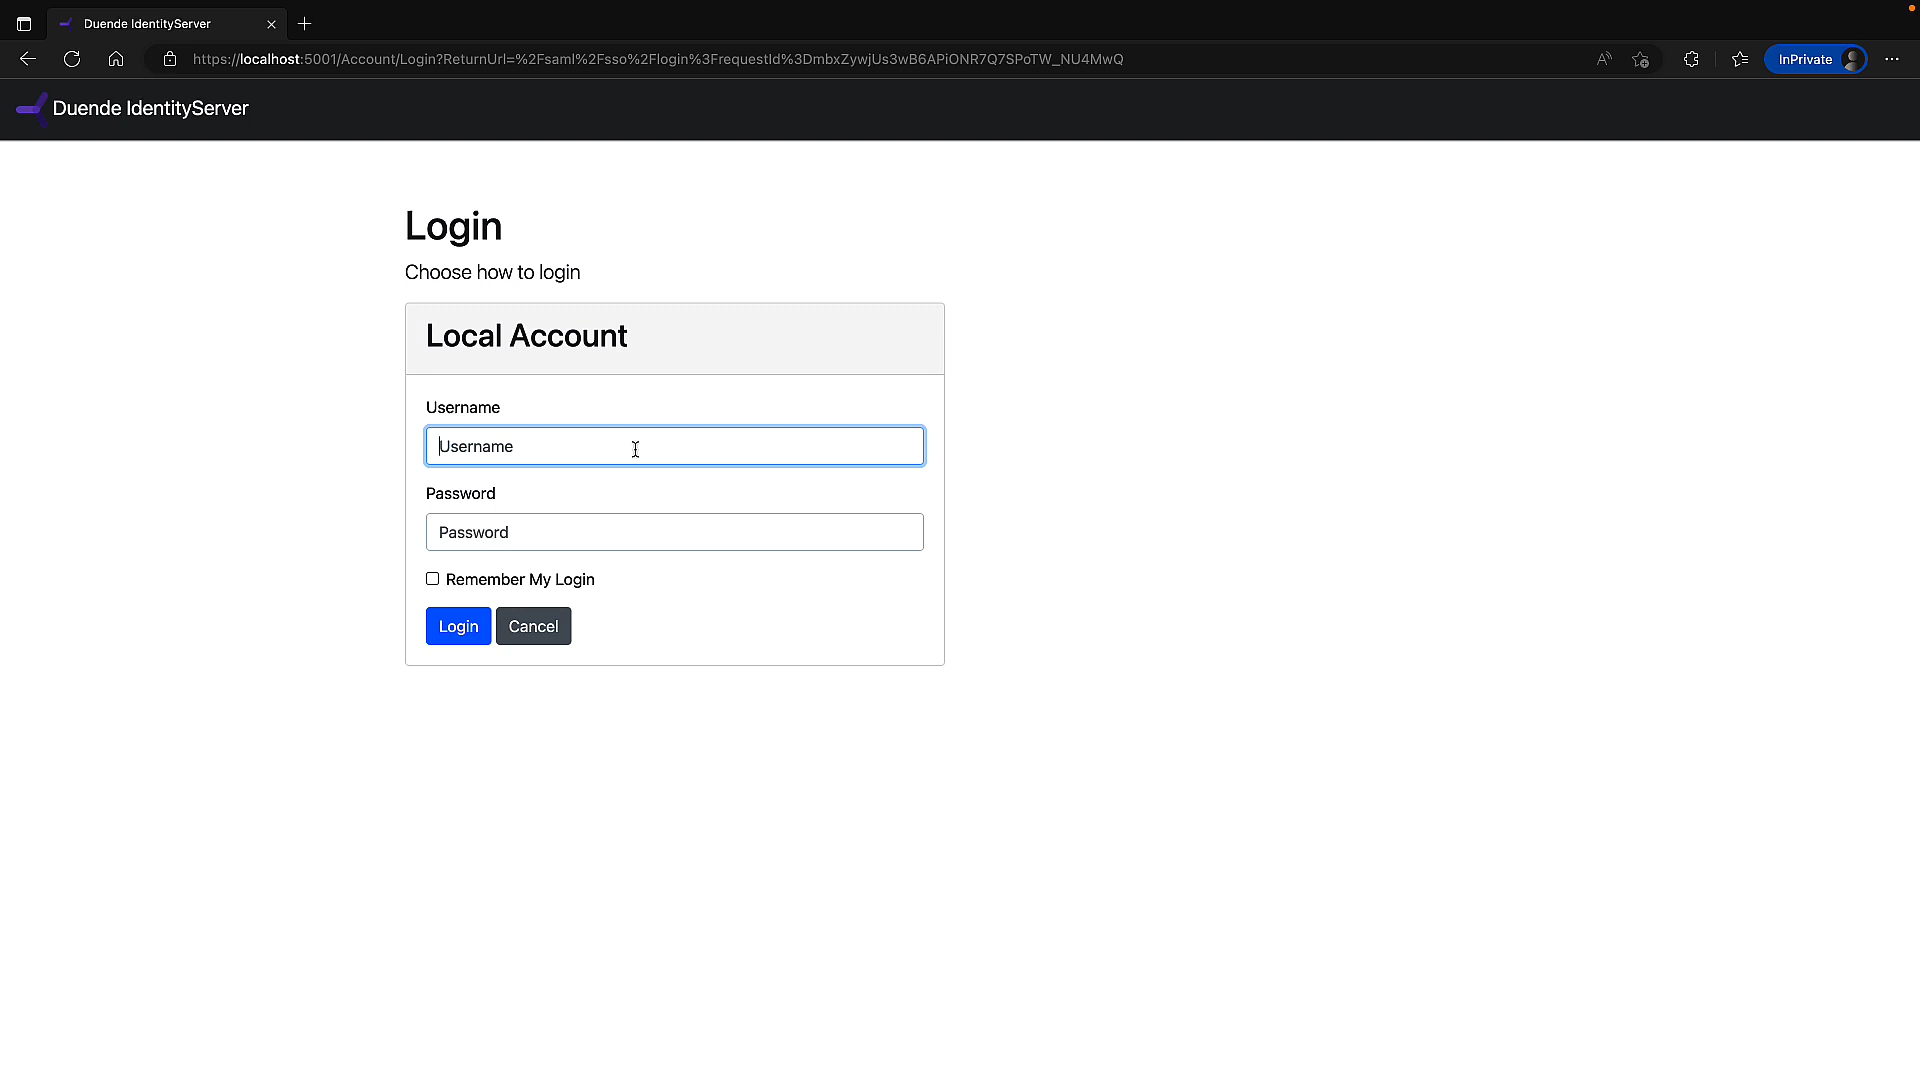 Duende IdentityServer
https://localhost:5001/Account/Login?ReturnUrl=%2Fsaml%2Fsso%2Flogin%3FrequestId%3DmbxZywjUs3wB6APiONR7Q7SPoTW_NU4MwQ
InPrivate
Duende IdentityServer
Login
Choose how to login
Local Account
Username
Username
Password
Password
Remember My Login
Login Cancel